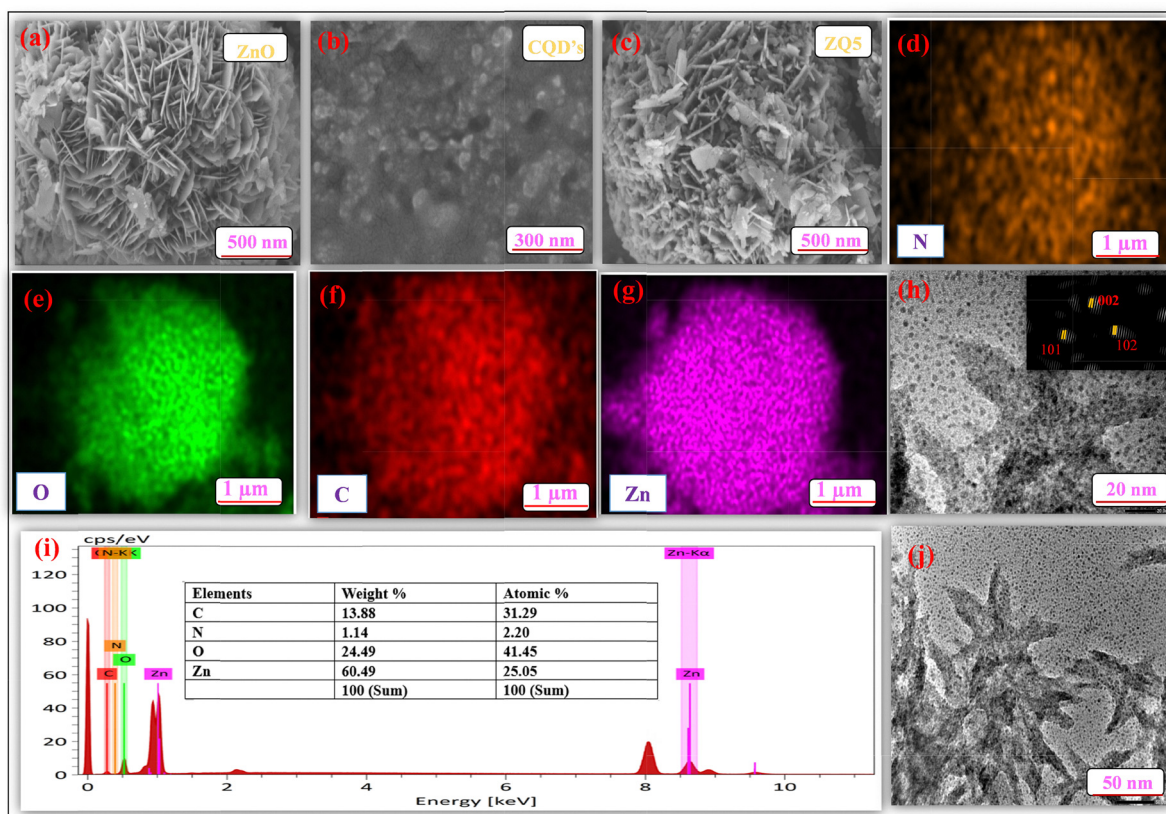 (a)
ZnO
500 nm
(b)
CQD's
300 nm
(c)
ZQ5
500 nm
(d)
N
1 μm
(e)
O
1 μm
(f)
C
1 μm
(g)
Zn
1 μm
(h)
002
101
102
20 nm
(i)
cps/eV
N-K
Zn-Kα
120
100
80
60
40
20
0
N
O
C
Zn
Zn
Elements Weight % Atomic %
C 13.88 31.29
N 1.14 2.20
O 24.49 41.45
Zn 60.49 25.05
100 (Sum) 100 (Sum)
0 2 4 6 8 10
Energy [keV]
(j)
50 nm